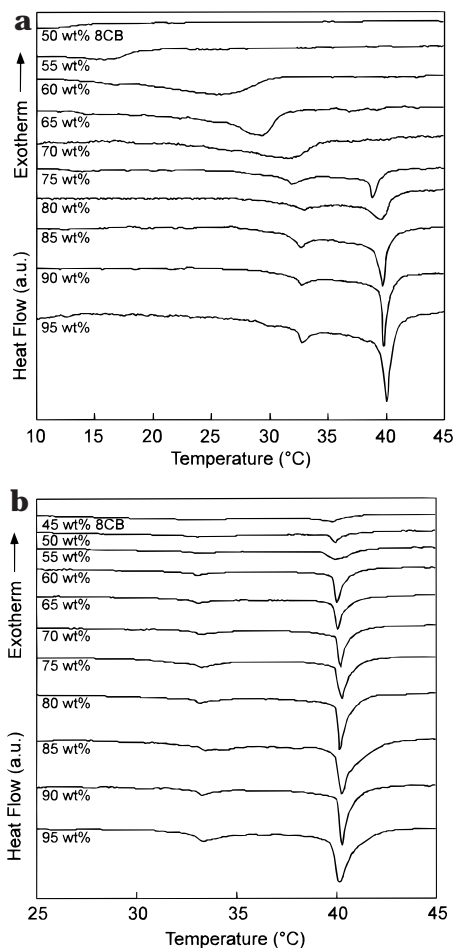 a
50 wt% 8CB
55 wt%
60 wt%
65 wt%
70 wt%
75 wt%
80 wt%
85 wt%
90 wt%
95 wt%
Exotherm
Heat Flow (a.u.)
10 15 20 25 30 35 40 45
Temperature (°C)
b
45 wt% 8CB
50 wt%
55 wt%
60 wt%
65 wt%
70 wt%
75 wt%
80 wt%
85 wt%
90 wt%
95 wt%
Exotherm
Heat Flow (a.u.)
25 30 35 40 45
Temperature (°C)